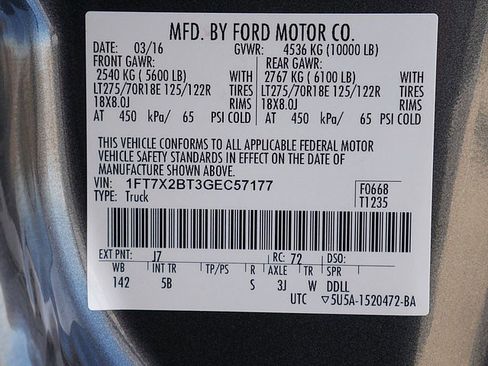 MFD. BY FORD MOTOR CO.
DATE: 03/16 GVWR: 4536 KG (10000 LB)
FRONT GAWR: REAR GAWR:
2540 KG ( 5600 LB) WITH 2767 KG ( 6100 LB) WITH
LT275/70R18E 125/122R TIRES LT275/70R18E 125/122R TIRES
18X8.0J RIMS 18X8.0J RIMS
AT 450 kPa/ 65 PSI COLD AT 450 kPa/ 65 PSI COLD
THIS VEHICLE CONFORMS TO ALL APPLICABLE FEDERAL MOTOR
VEHICLE SAFETY STANDARDS IN EFFECT ON THE DATE OF
MANUFACTURE SHOWN ABOVE.
VIN: 1FT7X2BT3GEC57177 F0668
TYPE: Truck T1235
EXT PNT: J7 RC: 72 DSO:
WB INT TR TP/PS R AXLE TR SPR
142 5B S 3J W DDLL
UTC ▽5U5A-1520472-BA